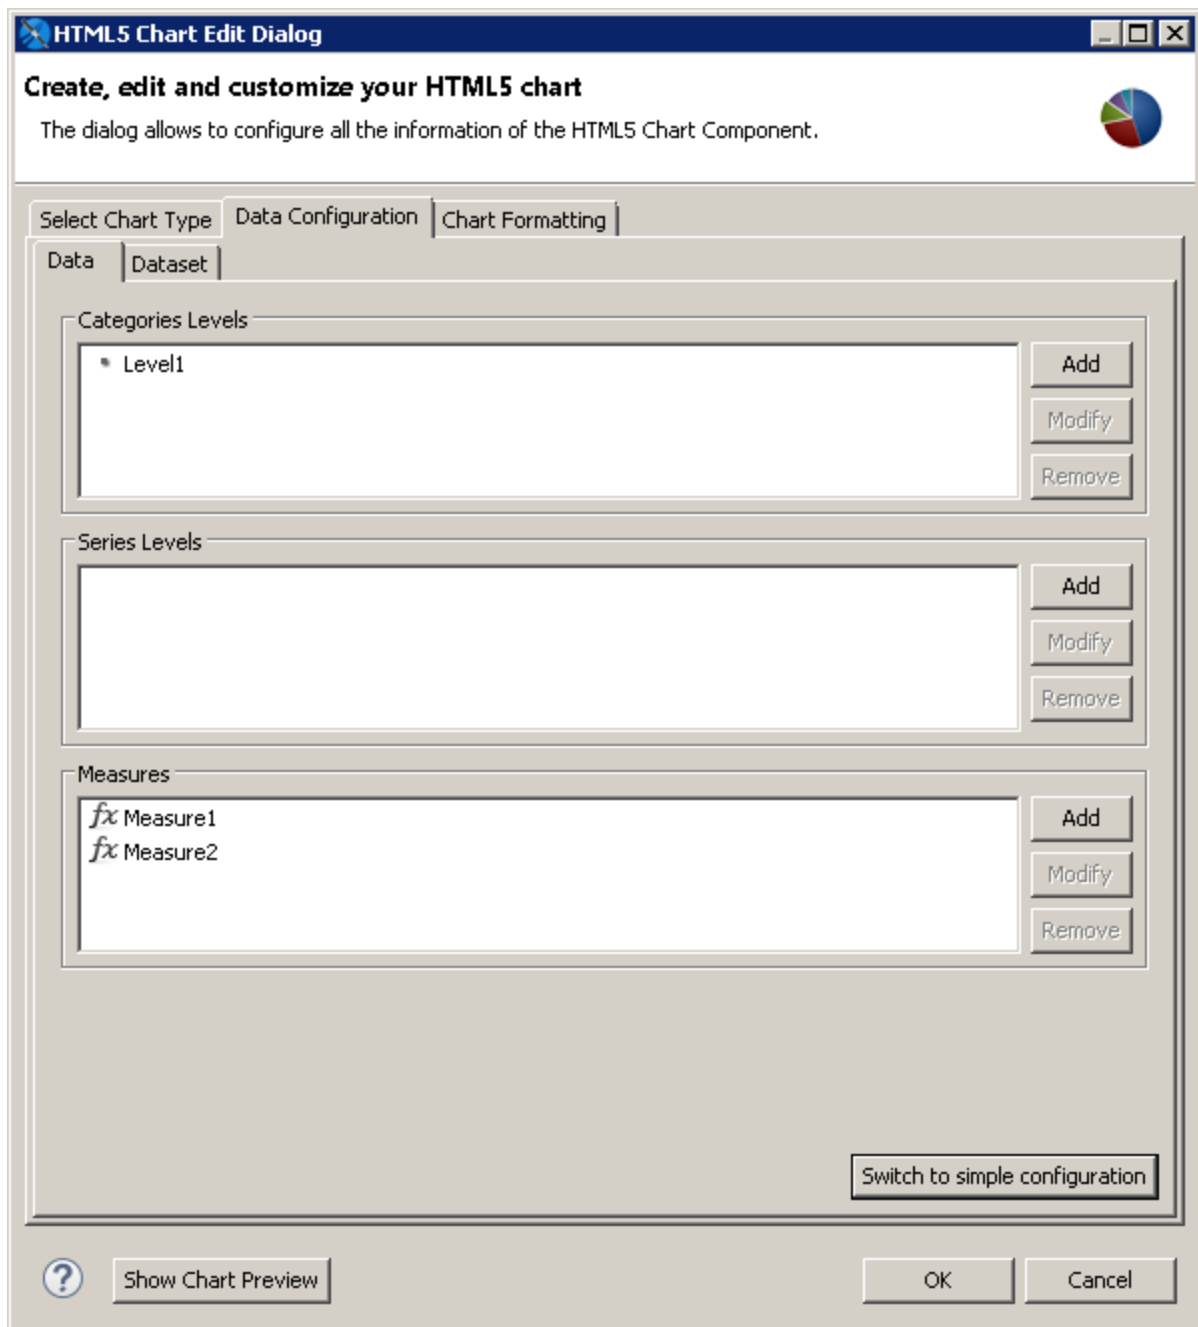 HTML5 Chart Edit Dialog
Create, edit and customize your HTML5 chart
The dialog allows to configure all the information of the HTML5 Chart Component.
Select Chart Type Data Configuration Chart Formatting
Data Dataset
Categories Levels
Level1
Add
Modify
Remove
Series Levels
Add
Modify
Remove
Measures
fx Measure1
fx Measure2
Add
Modify
Remove
Switch to simple configuration
? Show Chart Preview OK Cancel